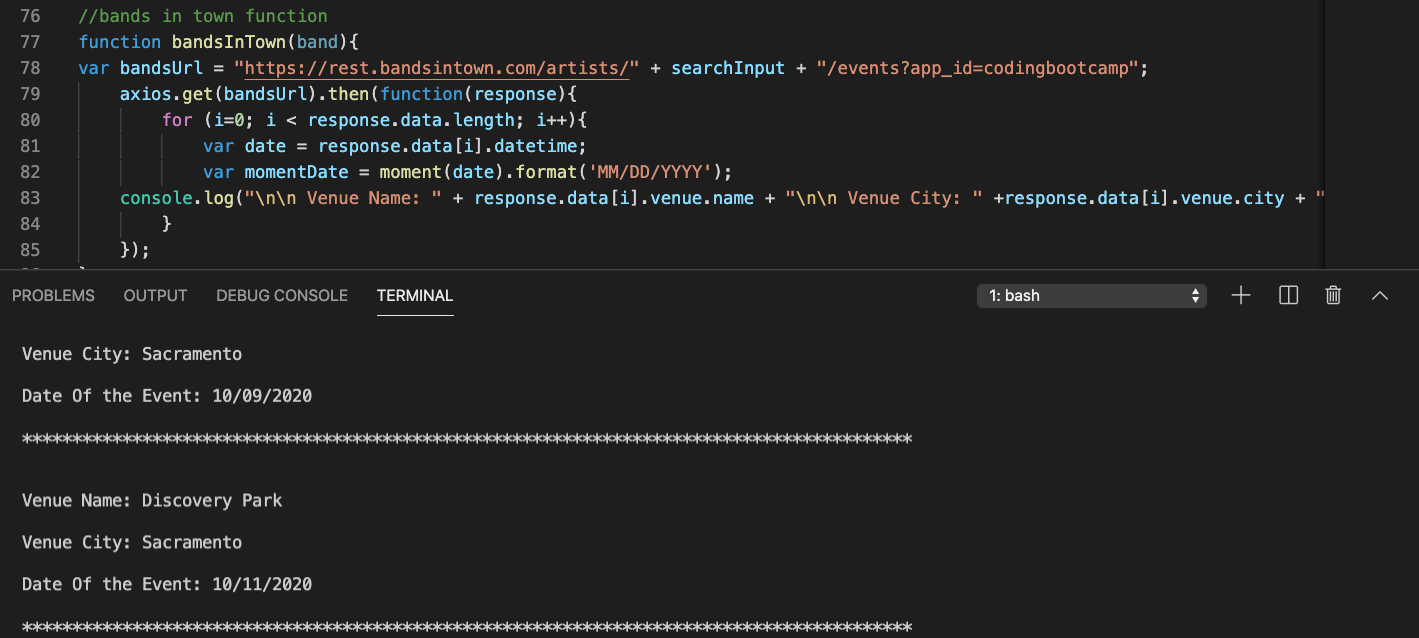 76 //bands in town function
77 function bandsInTown(band){
78 var bandsUrl = "https://rest.bandsintown.com/artists/" + searchInput + "/events?app_id=codingbootcamp";
79 axios.get(bandsUrl).then(function(response){
80 for (i=0; i < response.data.length; i++){
81 var date = response.data[i].datetime;
82 var momentDate = moment(date).format('MM/DD/YYYY');
83 console.log("\n\n Venue Name: " + response.data[i].venue.name + "\n\n Venue City: " +response.data[i].venue.city + "
84 }
85 });
PROBLEMS OUTPUT DEBUG CONSOLE TERMINAL 1: bash
Venue City: Sacramento
Date Of the Event: 10/09/2020
*****************************************************************************************
Venue Name: Discovery Park
Venue City: Sacramento
Date Of the Event: 10/11/2020
*****************************************************************************************